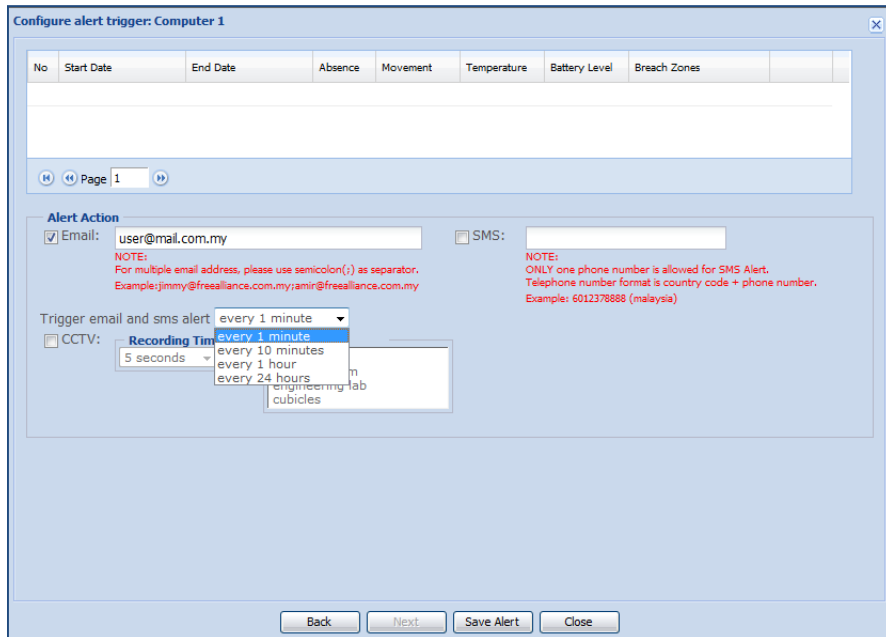 Configure alert trigger: Computer 1
No Start Date End Date Absence Movement Temperature Battery Level Breach Zones
Page 1
Alert Action
Email: user@mail.com.my
NOTE:
For multiple email address, please use semicolon(;) as separator.
Example:jimmy@freealliance.com.my;amir@freealliance.com.my
SMS:
NOTE:
ONLY one phone number is allowed for SMS Alert.
Telephone number format is country code + phone number.
Example: 6012378888 (malaysia)
Trigger email and sms alert every 1 minute
every 1 minute
every 10 minutes
every 1 hour
every 24 hours
CCTV: Recording Tim
5 seconds
engineering lab
cubicles
Back Next Save Alert Close